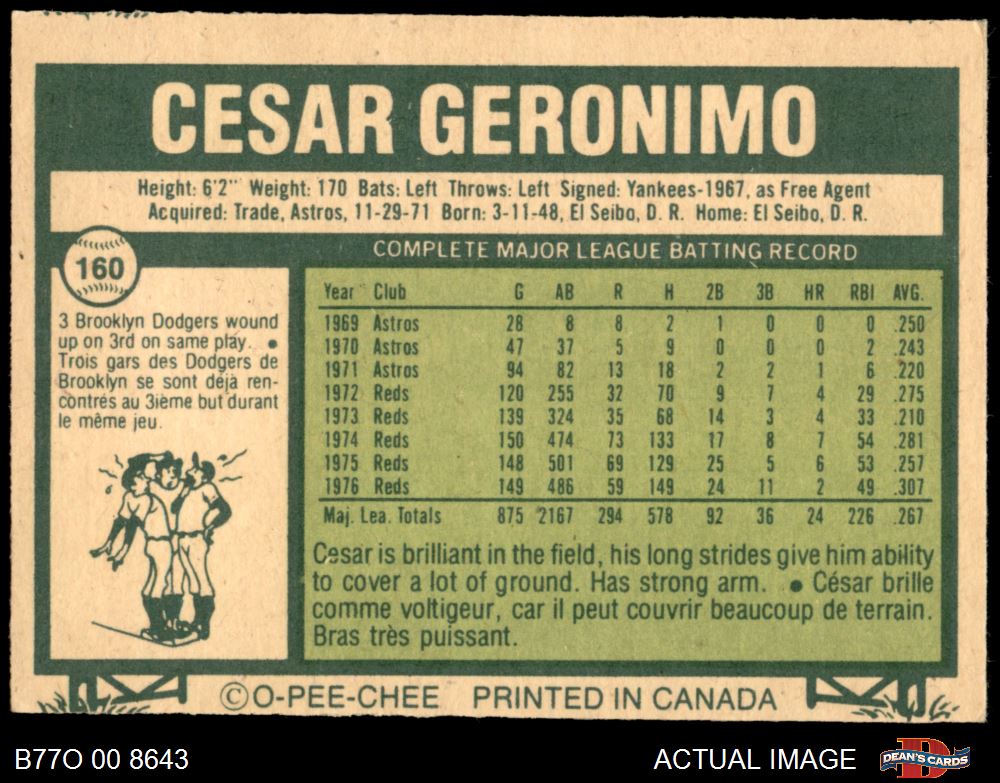 CESAR GERONIMO
Height: 6'2" Weight: 170 Bats: Left Throws: Left Signed: Yankees-1967, as Free Agent
Acquired: Trade, Astros, 11-29-71 Born: 3-11-48, El Seibo, D. R. Home: El Seibo, D. R.
160
3 Brooklyn Dodgers wound
up on 3rd on same play. •
Trois gars des Dodgers de
Brooklyn se sont déjà ren-
contrés au 3ième but durant
le même jeu.
COMPLETE MAJOR LEAGUE BATTING RECORD
Year Club G AB R H 2B 3B HR RBI AVG.
1969 Astros 28 8 8 2 1 0 0 0 .250
1970 Astros 47 37 5 9 0 0 0 2 .243
1971 Astros 94 82 13 18 2 2 1 6 .220
1972 Reds 120 255 32 70 9 7 4 29 .275
1973 Reds 139 324 35 68 14 3 4 33 .210
1974 Reds 150 474 73 133 17 8 7 54 .281
1975 Reds 148 501 69 129 25 5 6 53 .257
1976 Reds 149 486 59 149 24 11 2 49 .307
Maj. Lea. Totals 875 2167 294 578 92 36 24 226 .267
Cesar is brilliant in the field, his long strides give him ability
to cover a lot of ground. Has strong arm. • César brille
comme voltigeur, car il peut couvrir beaucoup de terrain.
Bras très puissant.
© O-PEE-CHEE PRINTED IN CANADA
B77O 00 8643 ACTUAL IMAGE
DEAN'S CARDS